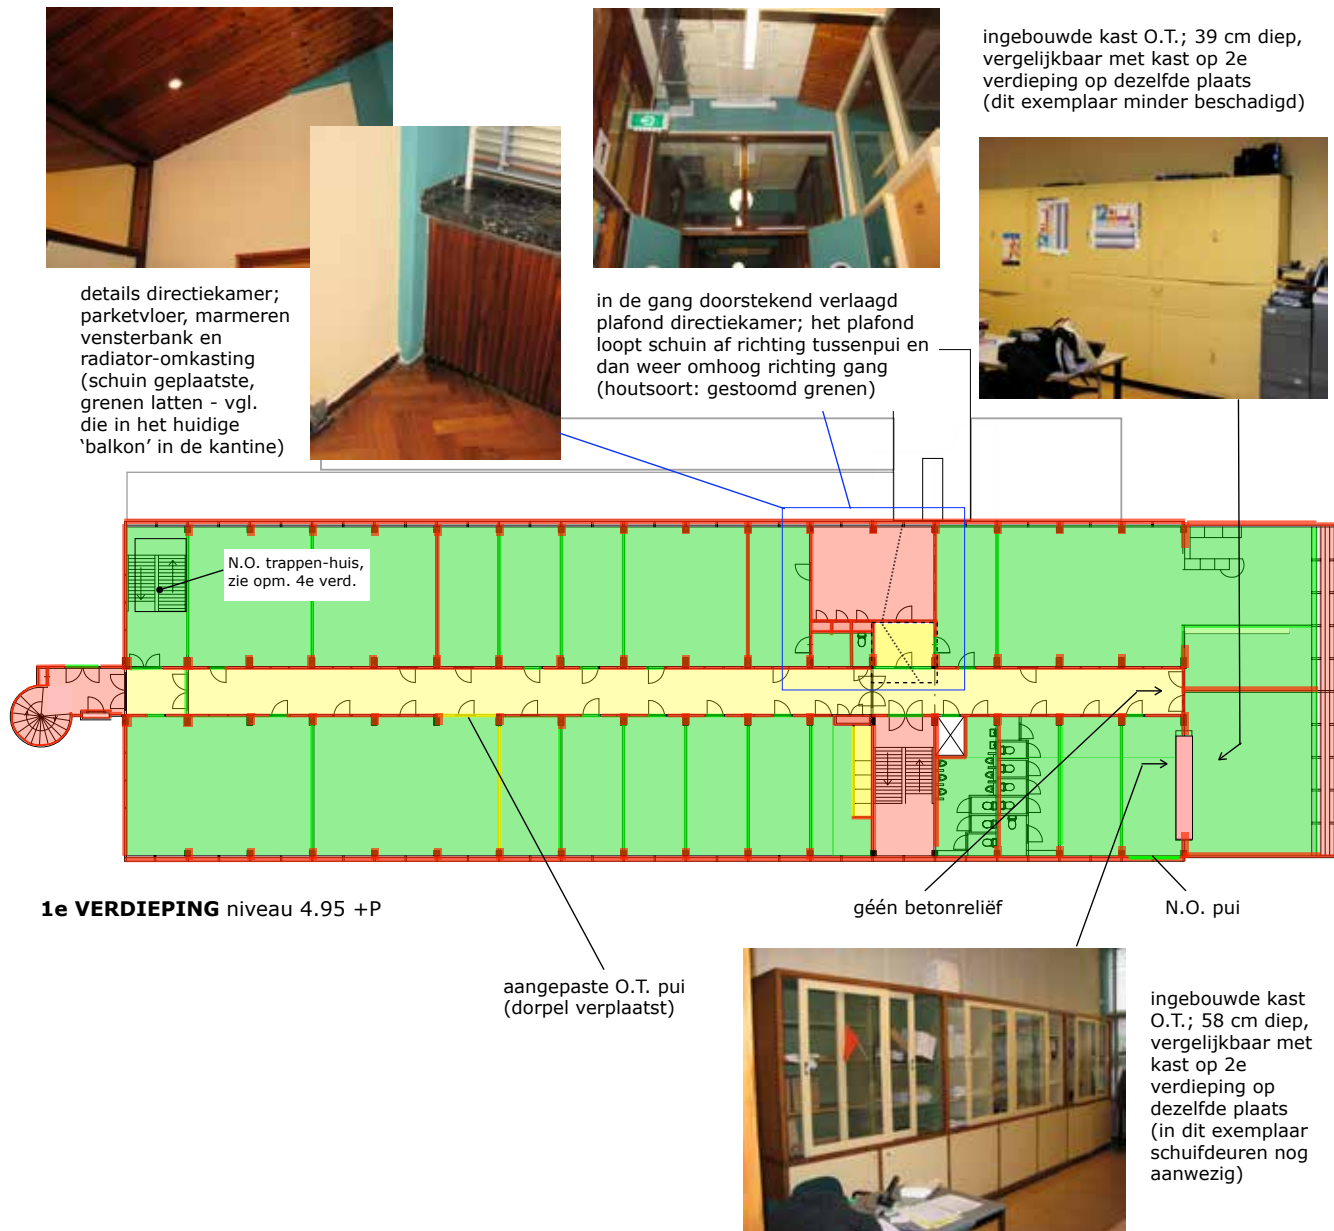 ingebouwde kast O.T.; 39 cm diep,
vergelijkbaar met kast op 2e
verdieping op dezelfde plaats
(dit exemplaar minder beschadigd)
details directiekamer;
parketvloer, marmeren
vensterbank en
radiator-omkasting
(schuin geplaatste,
grenen latten - vgl.
die in het huidige
‘balkon’ in de kantine)
in de gang doorstekend verlaagd
plafond directiekamer; het plafond
loopt schuin af richting tussenpui en
dan weer omhoog richting gang
(houtsoort: gestoomd grenen)
N.O. trappen-huis,
zie opm. 4e verd.
1e VERDIEPING niveau 4.95 +P
géén betonreliëf
N.O. pui
aangepaste O.T. pui
(dorpel verplaatst)
ingebouwde kast
O.T.; 58 cm diep,
vergelijkbaar met
kast op 2e
verdieping op
dezelfde plaats
(in dit exemplaar
schuifdeuren nog
aanwezig)